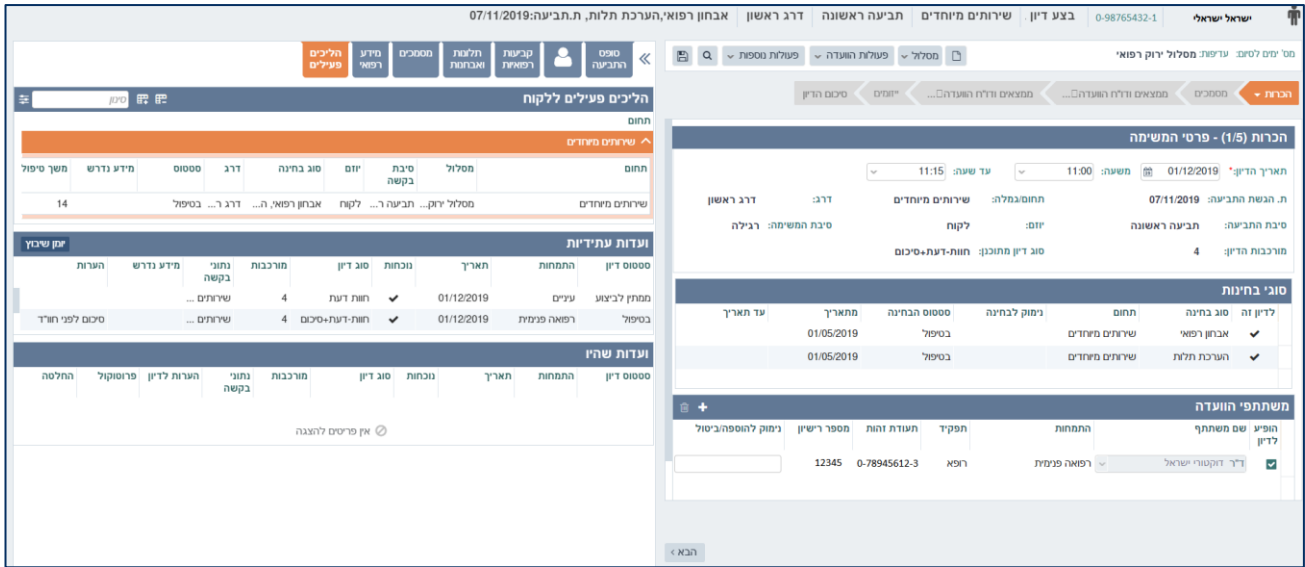 ישראל ישראלי 0-98765432-1 בצע דיון . שירותים מיוחדים תביעה ראשונה דרג ראשון אבחון רפואי,הערכת תלות, ת.תביעה:07/11/2019
מס' ימים לסיום: עדיפות: מסלול ירוק רפואי
מסלול פעולות הוועדה פעולות נוספות
הכרות מסמכים ממצאים ודו"ח הוועדה... ממצאים ודו"ח הוועדה... יזומים סיכום הדיון
הכרות (1/5) - פרטי המשימה
תאריך הדיון:* 01/12/2019 משעה: 11:00 עד שעה: 11:15
ת. הגשת התביעה: 07/11/2019 תחום/גמלה: שירותים מיוחדים דרג: דרג ראשון
סיבת התביעה: תביעה ראשונה יוזם: לקוח סיבת המשימה: רגילה
מורכבות הדיון: 4 סוג דיון מתוכנן: חוות-דעת+סיכום
סוגי בחינות
לדיון זה סוג בחינה תחום נימוק לבחינה סטטוס הבחינה מתאריך עד תאריך
אבחון רפואי שירותים מיוחדים בטיפול 01/05/2019
הערכת תלות שירותים מיוחדים בטיפול 01/05/2019
משתתפי הוועדה
הופיע לדיון שם משתתף התמחות תפקיד תעודת זהות מספר רישיון נימוק להוספה/ביטול
ד"ר דוקטורי ישראל רפואה פנימית רופא 0-78945612-3 12345
הבא >
סופס התביעה קביעות רפואיות תלונות ואבחנות מסמכים מידע רפואי הליכים פעילים
הליכים פעילים ללקוח סינון
תחום
שירותים מיוחדים
תחום מסלול סיבת בקשה יוזם סוג בחינה דרג סטטוס מידע נדרש משך טיפול
שירותים מיוחדים מסלול ירוק... תביעה ר... לקוח אבחון רפואי, ה... דרג ר... בטיפול 14
ועדות עתידיות יומן שיבוץ
סטטוס דיון התמחות תאריך נוכחות סוג דיון מורכבות נתוני בקשה מידע נדרש הערות
ממתין לביצוע עיניים 01/12/2019 חוות דעת 4 שירותים ...
בטיפול רפואה פנימית 01/12/2019 חוות-דעת+סיכום 4 שירותים ... סיכום לפני חוו"ד
ועדות שהיו
סטטוס דיון התמחות תאריך נוכחות סוג דיון מורכבות נתוני בקשה הערות לדיון פרוטוקול החלטה
אין פריטים להצגה